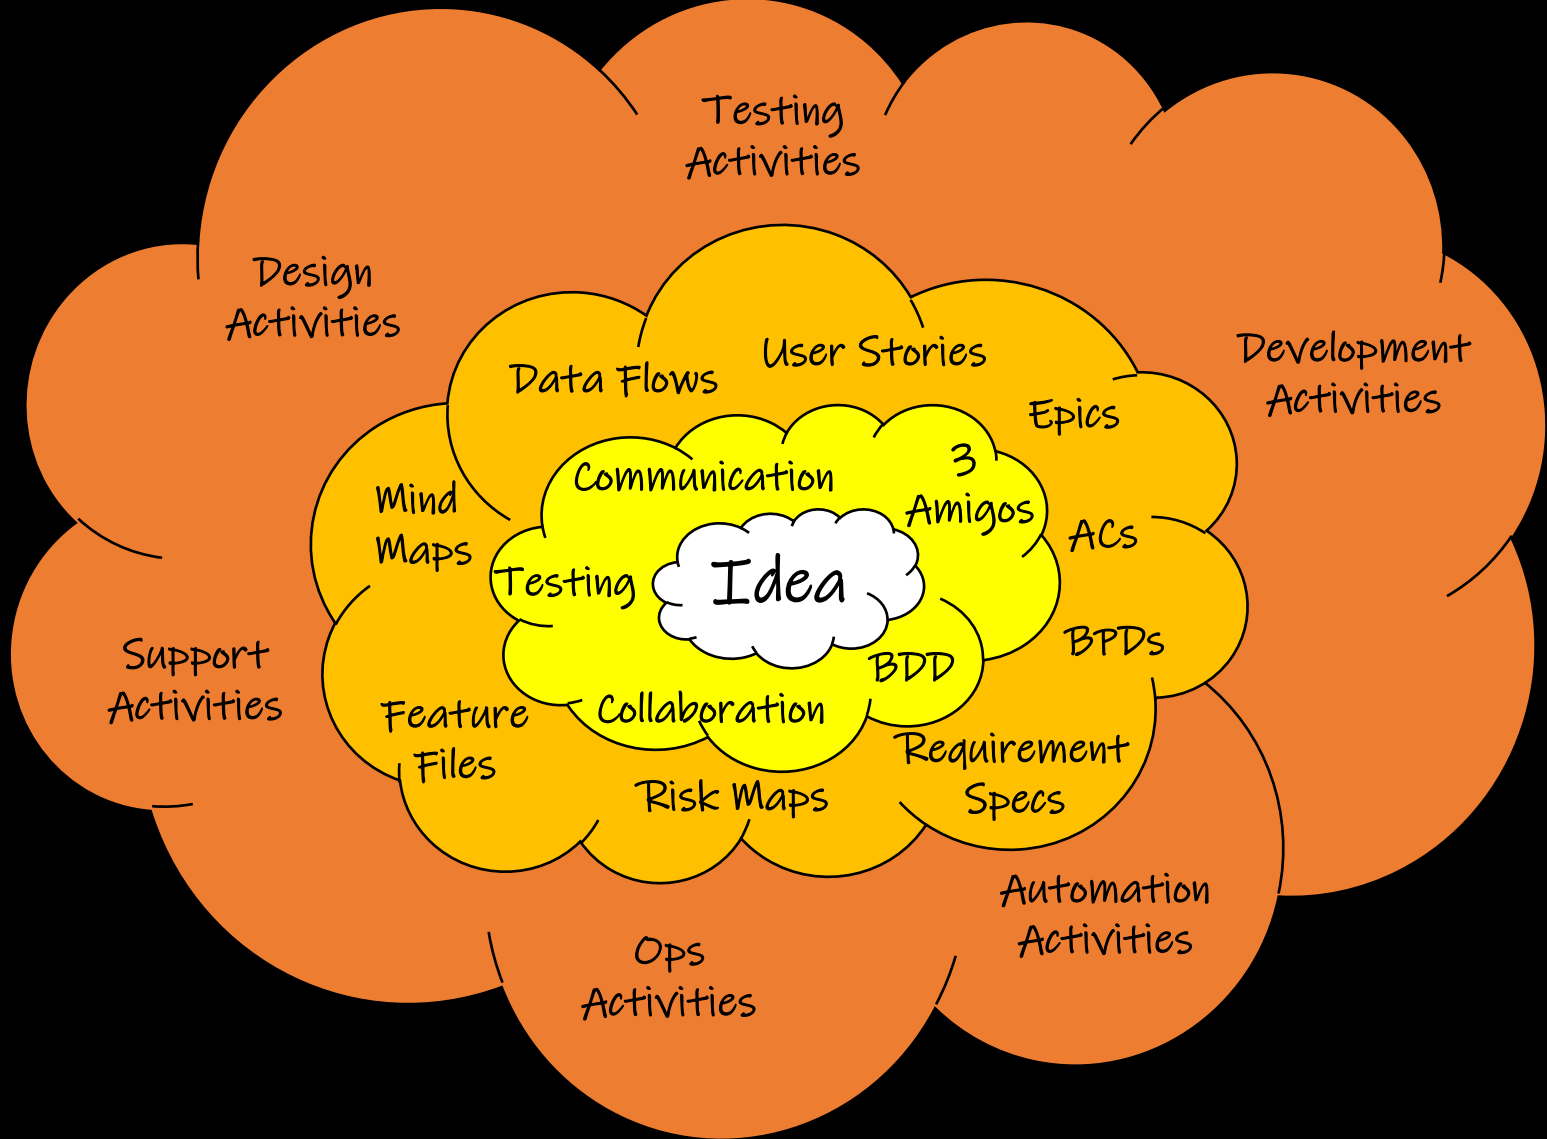 Testing
Activities
Design
Activities
Development
Activities
User Stories
Data Flows
Epics
Communication
3
Amigos
Mind
Maps
ACs
Testing
Idea
BPDs
BDD
Support
Activities
Collaboration
Feature
Files
Requirement
Specs
Risk Maps
Automation
Activities
Ops
Activities